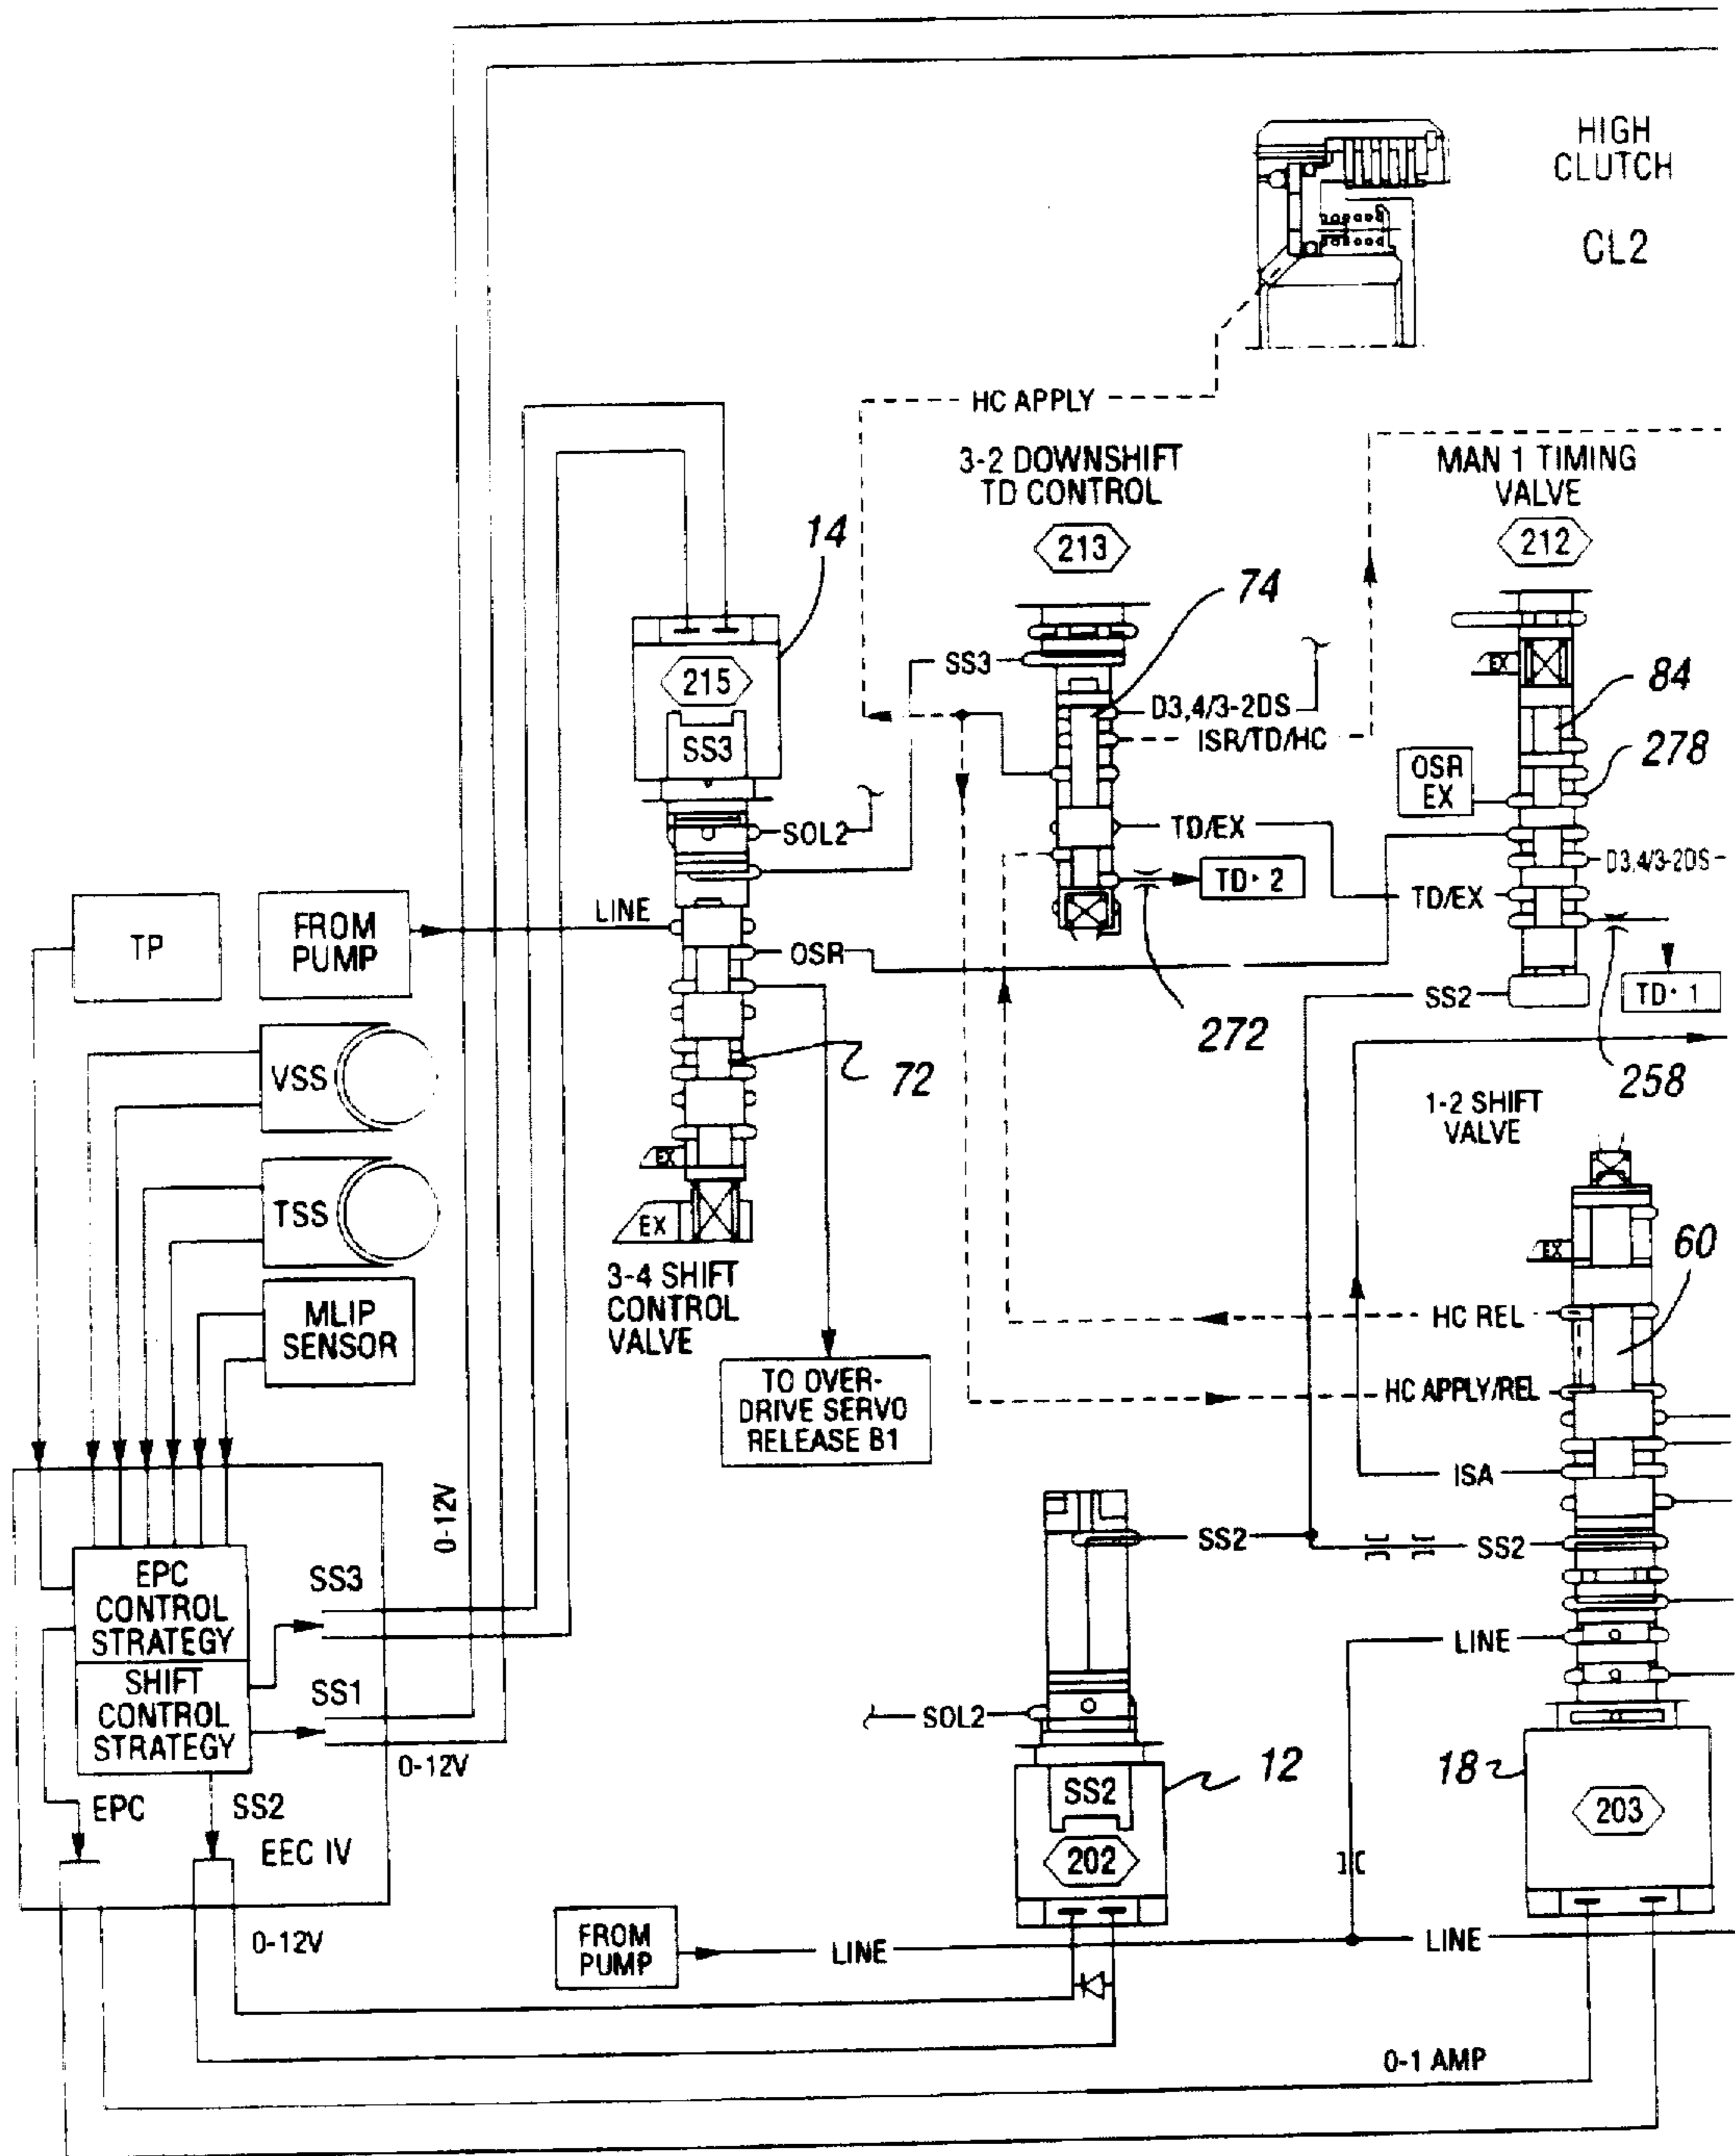 HIGH
CLUTCH
CL2
HC APPLY
3-2 DOWNSHIFT
TD CONTROL
213
MAN 1 TIMING
VALVE
212
14
74
84
215
SS3
SS3
D3,4/3-2DS
ISR/TD/HC
EX
OSR
EX
278
SOL2
TD/EX
TD·2
D3,4/3-2DS
TD/EX
TP
FROM
PUMP
LINE
OSR
SS2
TD·1
272
258
VSS
72
1-2 SHIFT
VALVE
TSS
EX
EX
EX
60
3-4 SHIFT
CONTROL
VALVE
MLIP
SENSOR
HC REL
TO OVER-
DRIVE SERVO
RELEASE B1
HC APPLY/REL
ISA
0-12V
SS2
SS2
EPC
CONTROL
STRATEGY
SS3
LINE
SHIFT
CONTROL
STRATEGY
SS1
SOL2
0-12V
12
18
SS2
202
203
EPC
SS2
EEC IV
0-12V
FROM
PUMP
LINE
LINE
0-1 AMP